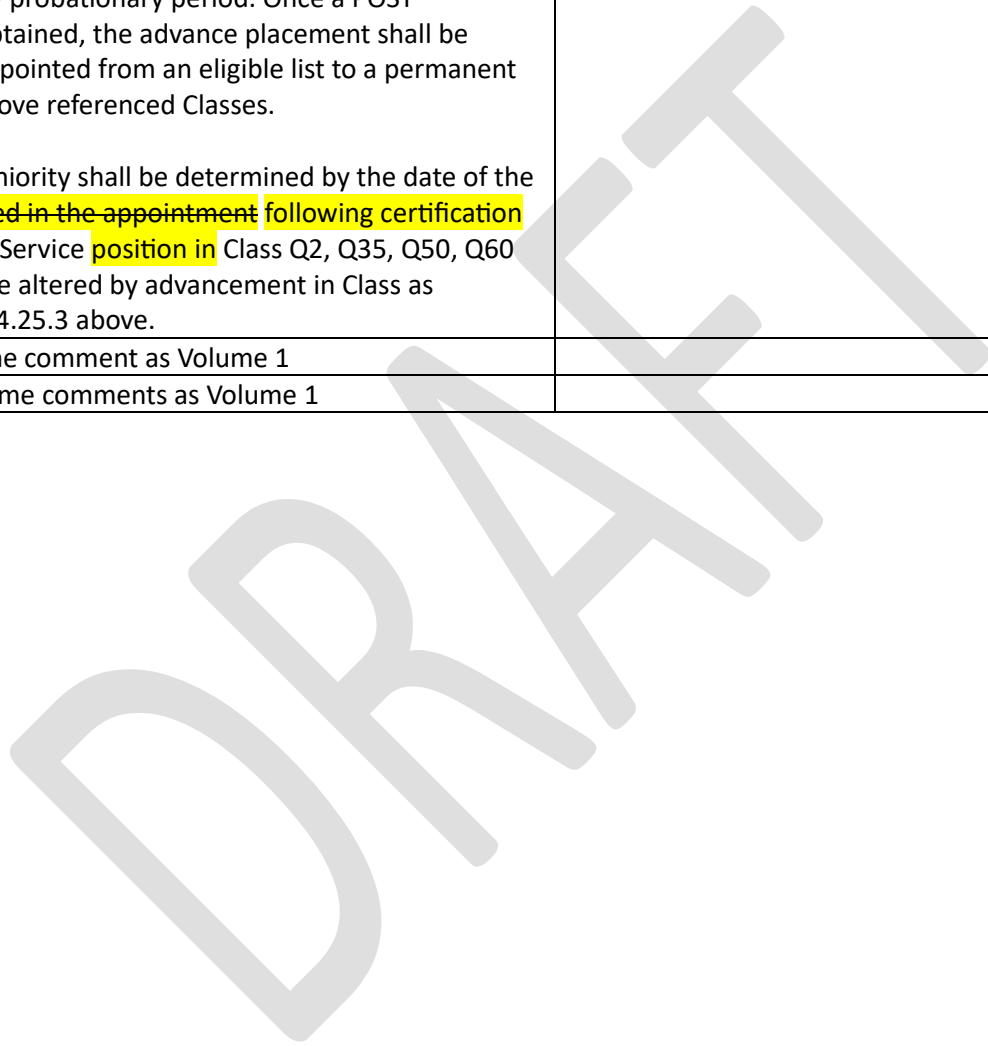 probationary period. Once a POST
tained, the advance placement shall be
pointed from an eligible list to a permanent
ove referenced Classes.
niority shall be determined by the date of the
ed in the appointment following certification
Service position in Class Q2, Q35, Q50, Q60
e altered by advancement in Class as
4.25.3 above.
ne comment as Volume 1
me comments as Volume 1
DRAFT